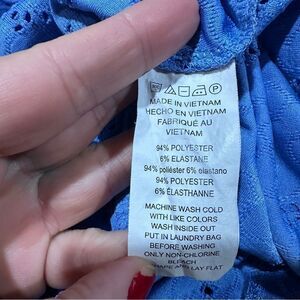 MADE IN VIETNAM
HECHO EN VIETNAM
FABRIQUÉ AU
VIETNAM
94% POLYESTER
6% ELASTANE
94% poliéster 6% elastano
94% POLYESTER
6% ÉLASTHANNE
MACHINE WASH COLD
WITH LIKE COLORS
WASH INSIDE OUT
PUT IN LAUNDRY BAG
BEFORE WASHING
ONLY NON-CHLORINE
BLEACH
AND LAY FLAT